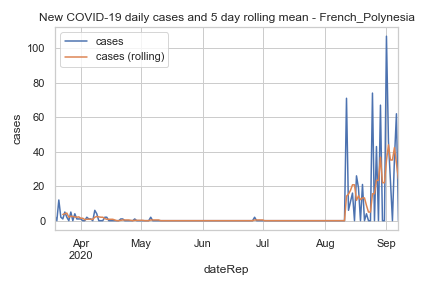 New COVID-19 daily cases and 5 day rolling mean - French_Polynesia
cases
cases (rolling)
100
80
60
40
20
0
cases
Apr May Jun Jul Aug Sep
2020
dateRep